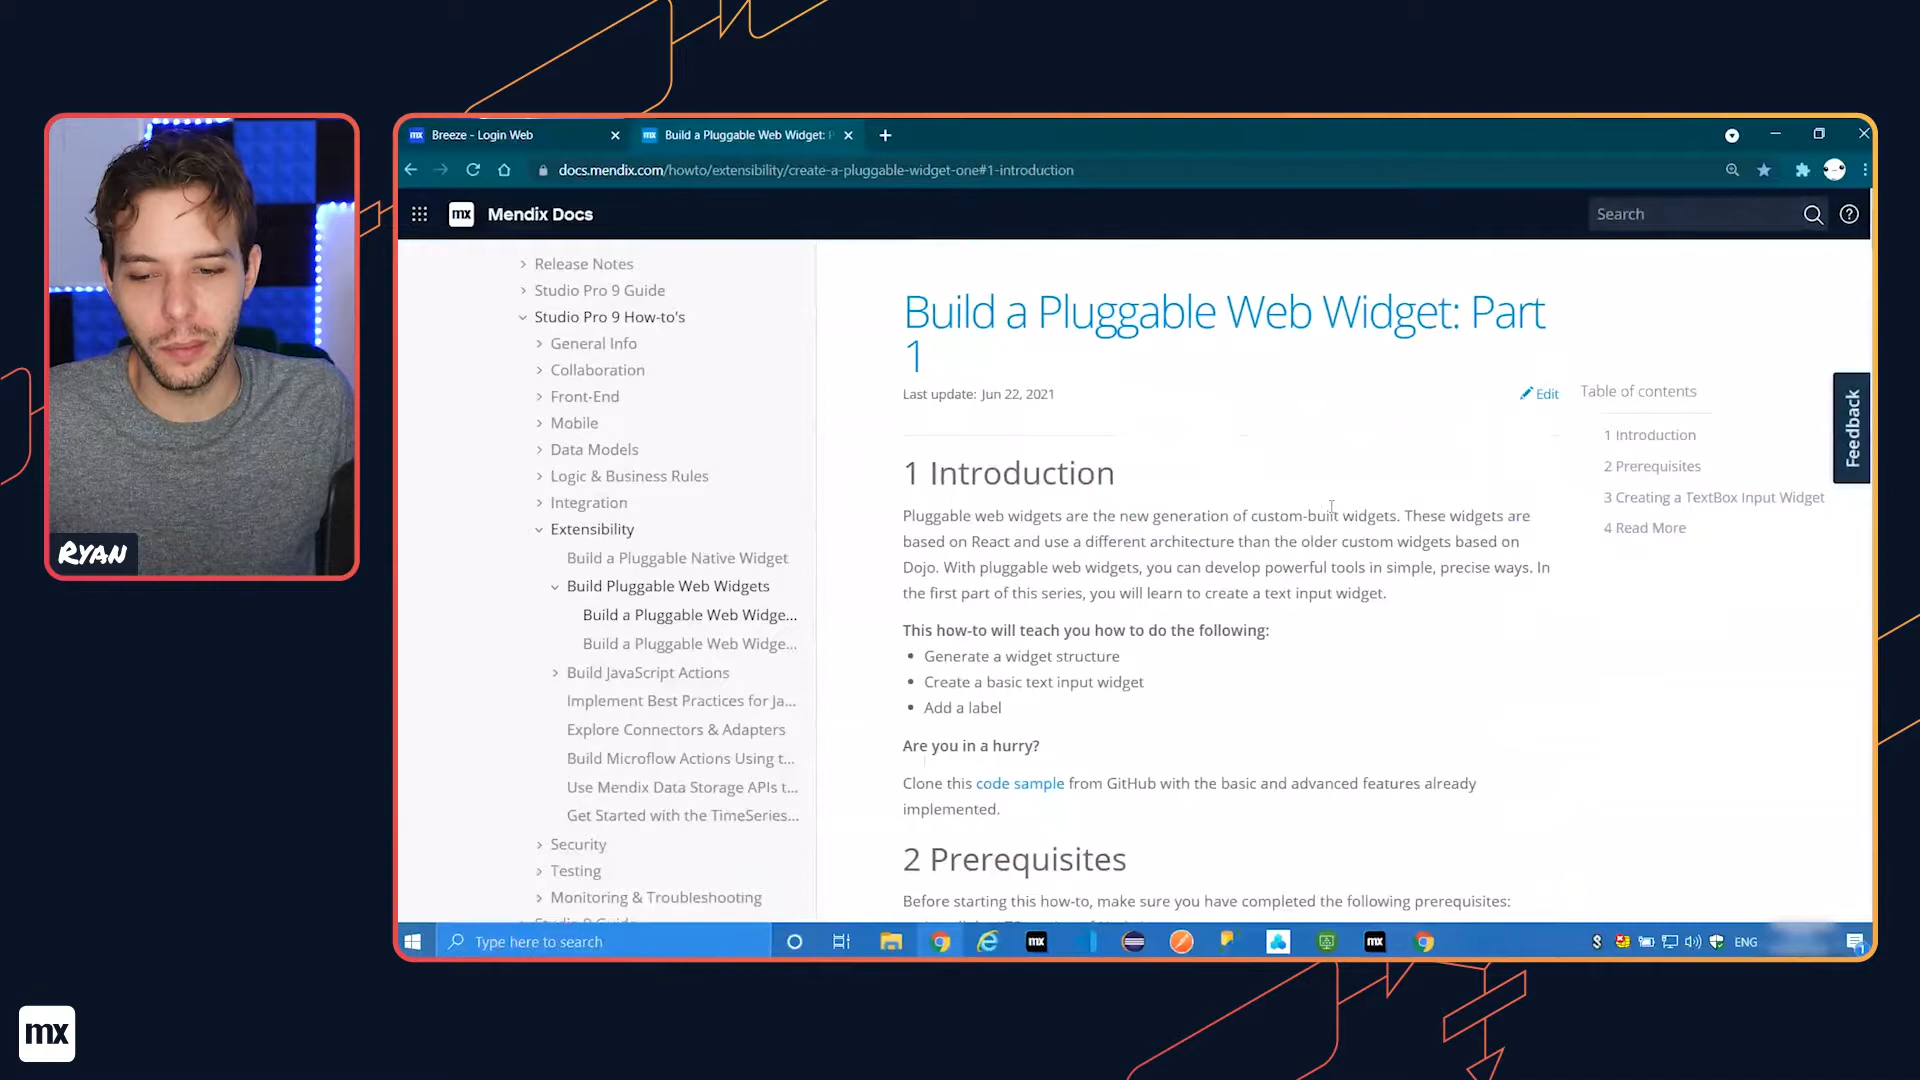 Breeze - Login Web
Build a Pluggable Web Widget:
docs.mendix.com/howto/extensibility/create-a-pluggable-widget-one#1-introduction
mx
Mendix Docs
Search
Release Notes
Studio Pro 9 Guide
Studio Pro 9 How-to's
General Info
Collaboration
Front-End
Mobile
Data Models
Logic & Business Rules
Integration
Extensibility
Build a Pluggable Native Widget
Build Pluggable Web Widgets
Build a Pluggable Web Widge...
Build a Pluggable Web Widge...
Build JavaScript Actions
Implement Best Practices for Ja...
Explore Connectors & Adapters
Build Microflow Actions Using t...
Use Mendix Data Storage APIs t...
Get Started with the TimeSeries...
Security
Testing
Monitoring & Troubleshooting
Build a Pluggable Web Widget: Part
1
Last update: Jun 22, 2021
Edit
1 Introduction
Pluggable web widgets are the new generation of custom-built widgets. These widgets are
based on React and use a different architecture than the older custom widgets based on
Dojo. With pluggable web widgets, you can develop powerful tools in simple, precise ways. In
the first part of this series, you will learn to create a text input widget.
This how-to will teach you how to do the following:
Generate a widget structure
Create a basic text input widget
Add a label
Are you in a hurry?
Clone this code sample from GitHub with the basic and advanced features already
implemented.
2 Prerequisites
Before starting this how-to, make sure you have completed the following prerequisites:
Table of contents
1 Introduction
2 Prerequisites
3 Creating a TextBox Input Widget
4 Read More
Feedback
Type here to search
mx
mx
ENG
Ryan
mx